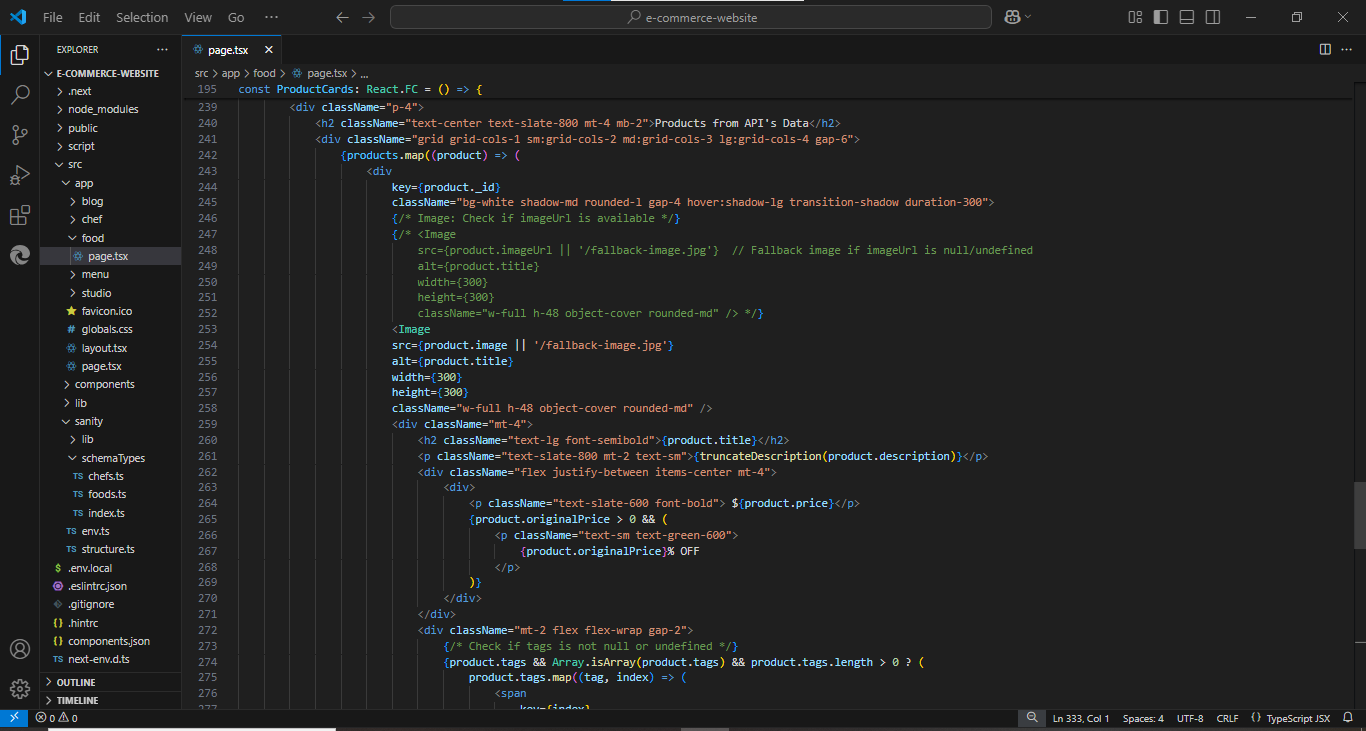 File Edit Selection View Go ··· e-commerce-website
EXPLORER ···
E-COMMERCE-WEBSITE
.next
node_modules
public
script
src
app
blog
chef
food
page.tsx
menu
studio
favicon.ico
globals.css
layout.tsx
page.tsx
components
lib
sanity
lib
schemaTypes
chefs.ts
foods.ts
index.ts
env.ts
structure.ts
.env.local
.eslintrc.json
.gitignore
.hintrc
components.json
next-env.d.ts
OUTLINE
TIMELINE
page.tsx
src > app > food > page.tsx > ...
195 const ProductCards: React.FC = () => {
239 <div className="p-4">
240 <h2 className="text-center text-slate-800 mt-4 mb-2">Products from API's Data</h2>
241 <div className="grid grid-cols-1 sm:grid-cols-2 md:grid-cols-3 lg:grid-cols-4 gap-6">
242 {products.map((product) => (
243 <div
244 key={product._id}
245 className="bg-white shadow-md rounded-l gap-4 hover:shadow-lg transition-shadow duration-300">
246 {/* Image: Check if imageUrl is available */}
247 {/* <Image
248 src={product.imageUrl || '/fallback-image.jpg'}  // Fallback image if imageUrl is null/undefined
249 alt={product.title}
250 width={300}
251 height={300}
252 className="w-full h-48 object-cover rounded-md" /> */}
253 <Image
254 src={product.image || '/fallback-image.jpg'}
255 alt={product.title}
256 width={300}
257 height={300}
258 className="w-full h-48 object-cover rounded-md" />
259 <div className="mt-4">
260 <h2 className="text-lg font-semibold">{product.title}</h2>
261 <p className="text-slate-800 mt-2 text-sm">{truncateDescription(product.description)}</p>
262 <div className="flex justify-between items-center mt-4">
263 <div>
264 <p className="text-slate-600 font-bold"> ${product.price}</p>
265 {product.originalPrice > 0 && (
266 <p className="text-sm text-green-600">
267 {product.originalPrice}% OFF
268 </p>
269 )}
270 </div>
271 </div>
272 <div className="mt-2 flex flex-wrap gap-2">
273 {/* Check if tags is not null or undefined */}
274 {product.tags && Array.isArray(product.tags) && product.tags.length > 0 ? (
275 product.tags.map((tag, index) => (
276 <span
277 key={index}
0 0 Ln 333, Col 1 Spaces: 4 UTF-8 CRLF {} TypeScript JSX